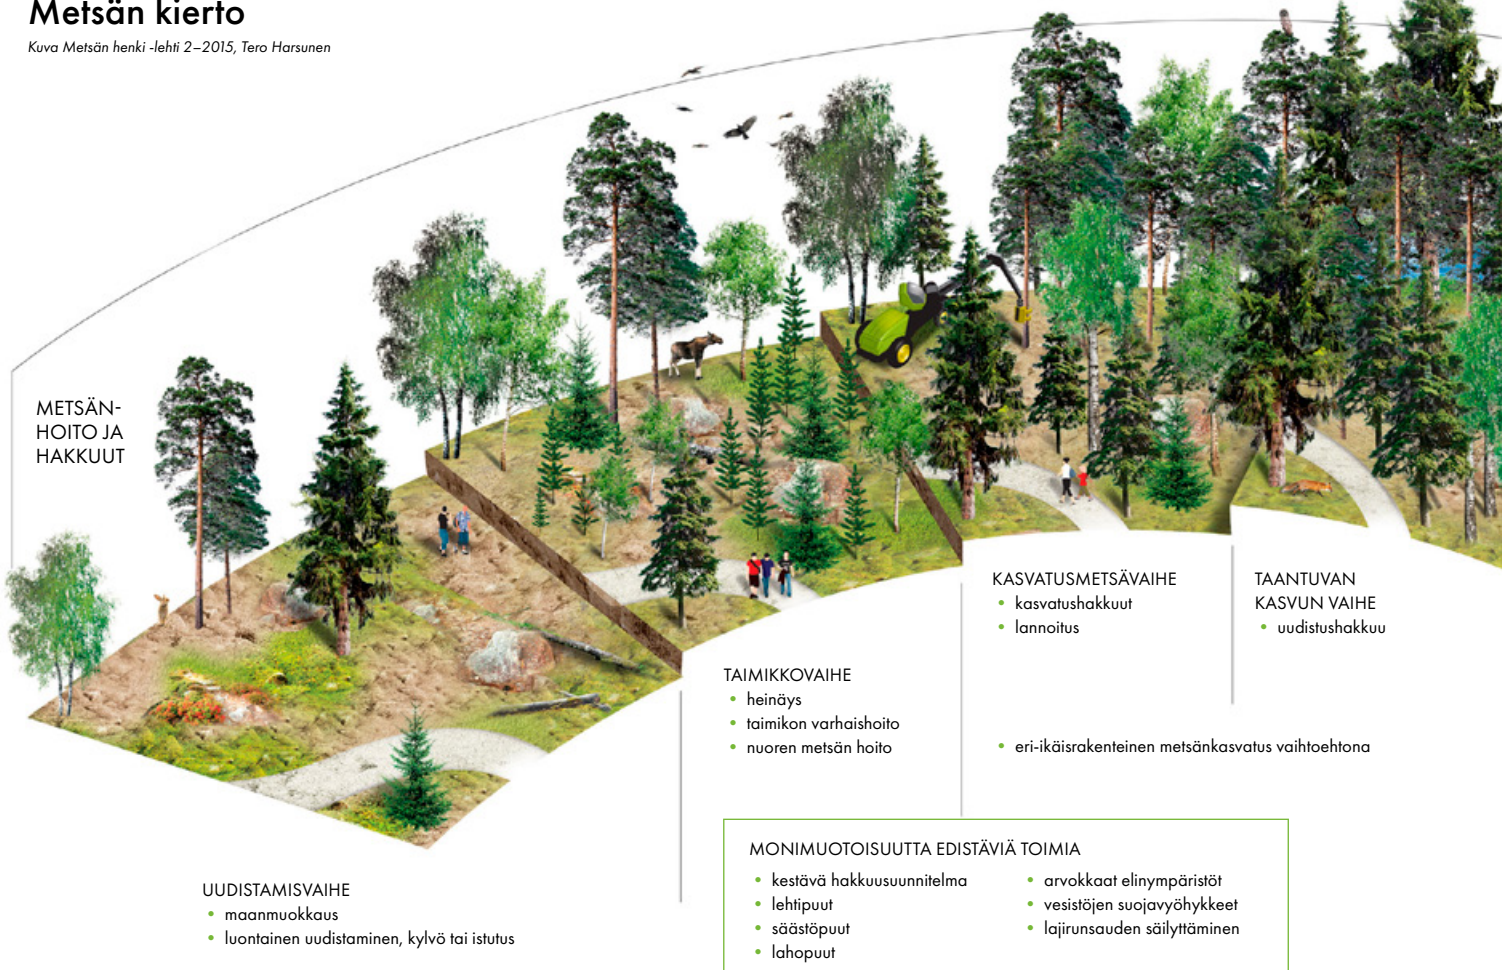 Metsän kierto
Kuva Metsän henki -lehti 2–2015, Tero Harsunen
METSÄN-
HOITO JA
HAKKUUT
UUDISTAMISVAIHE
• maanmuokkaus
• luontainen uudistaminen, kylvö tai istutus
TAIMIKKOVAIHE
• heinäys
• taimikon varhaishoito
• nuoren metsän hoito
KASVATUSMETSÄVAIHE
• kasvatushakkuut
• lannoitus
TAANTUVAN
KASVUN VAIHE
• uudistushakkuu
• eri-ikäisrakenteinen metsänkasvatus vaihtoehtona
MONIMUOTOISUUTTA EDISTÄVIÄ TOIMIA
• kestävä hakkuusuunnitelma
• lehtipuut
• säästöpuut
• lahopuut
• arvokkaat elinympäristöt
• vesistöjen suojavyöhykkeet
• lajirunsauden säilyttäminen